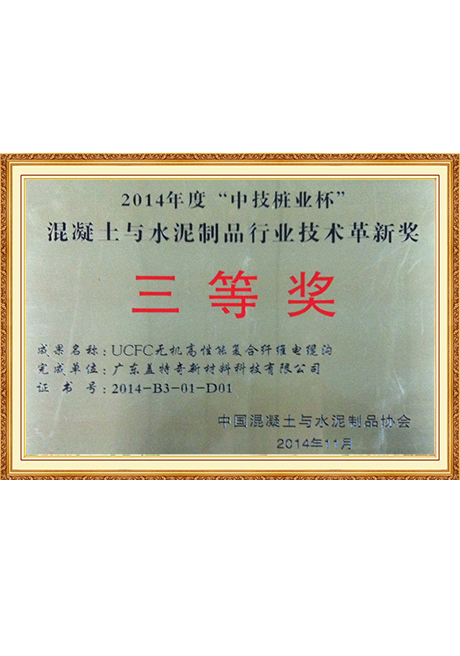 2014年度“中技桩业杯”
混凝土与水泥制品行业技术革新奖
三等奖
成果名称：UCFC无机高性能复合纤维电缆沟
完成单位：广东盖特奇新材料科技有限公司
证书号：2014-B3-01-D01
中国混凝土与水泥制品协会
2014年11月